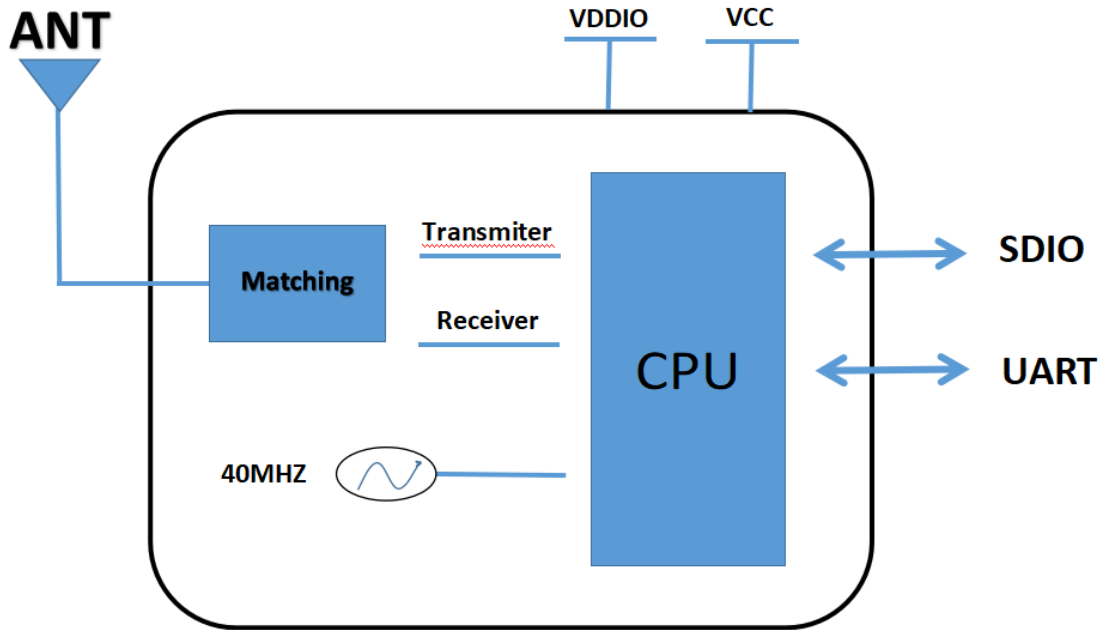 ANT
VDDIO
VCC
Transmiter
Matching
SDIO
Receiver
CPU
UART
40MHZ